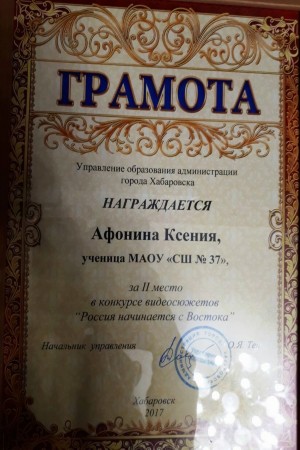 ГРАМОТА
Управление образования администрации
города Хабаровска
НАГРАЖДАЕТСЯ
Афонина Ксения,
ученица МАОУ «СШ № 37»,
за II место
в конкурсе видеосюжетов
"Россия начинается с Востока"
Начальник управления О.Я. Те
Хабаровск
2017